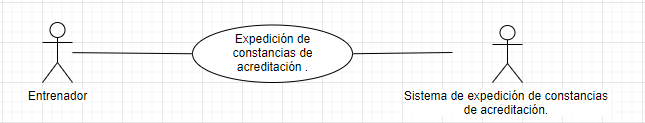 Expedición de
constancias de
acreditación .
Entrenador
Sistema de expedición de constancias
de acreditación.